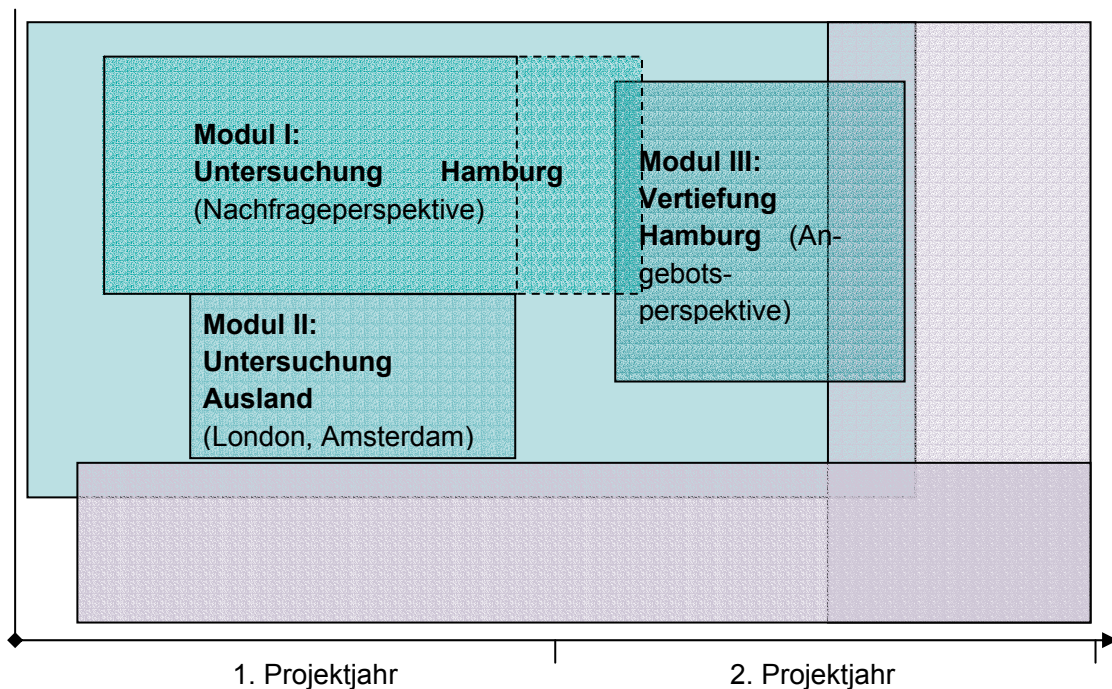 Modul I:
Untersuchung Hamburg
(Nachfrageperspektive)
Modul III:
Vertiefung
Hamburg (An-
gebots-
perspektive)
Modul II:
Untersuchung
Ausland
(London, Amsterdam)
1. Projektjahr
2. Projektjahr